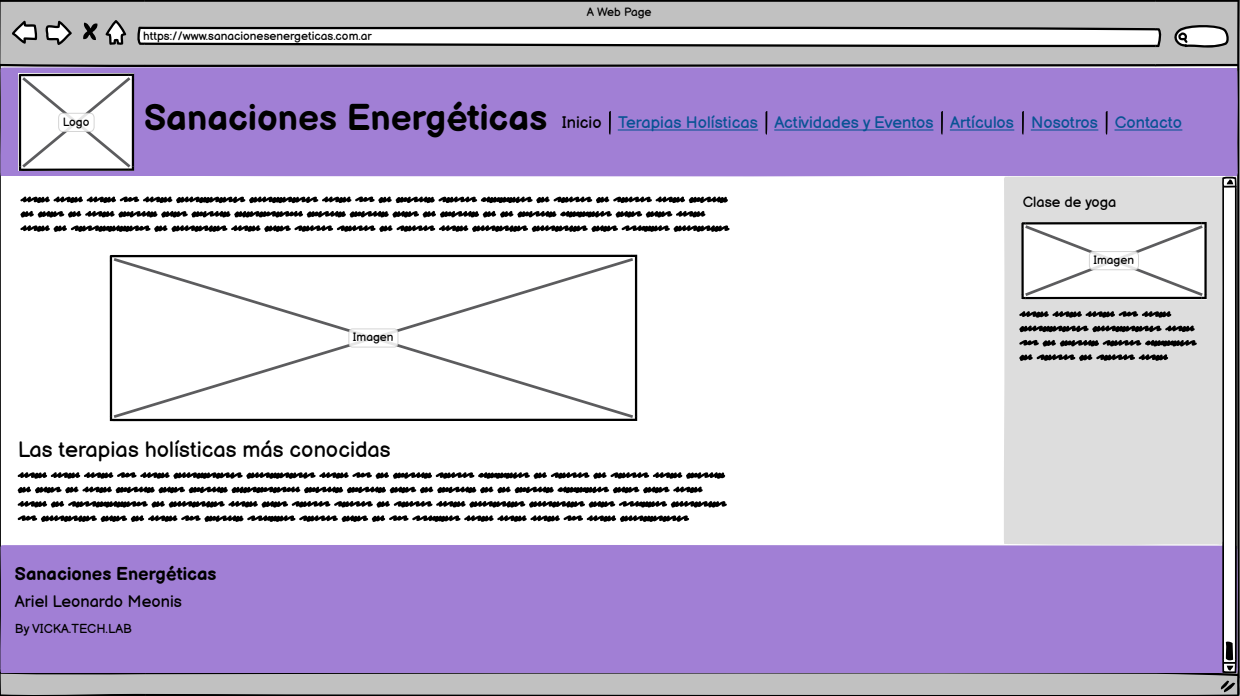 A Web Page
https://www.sanacionesenergeticas.com.ar
Logo
Sanaciones Energéticas
Inicio | Terapias Holísticas | Actividades y Eventos | Artículos | Nosotros | Contacto
Imagen
Las terapias holísticas más conocidas
Clase de yoga
Imagen
Sanaciones Energéticas
Ariel Leonardo Meonis
By VICKA.TECH.LAB